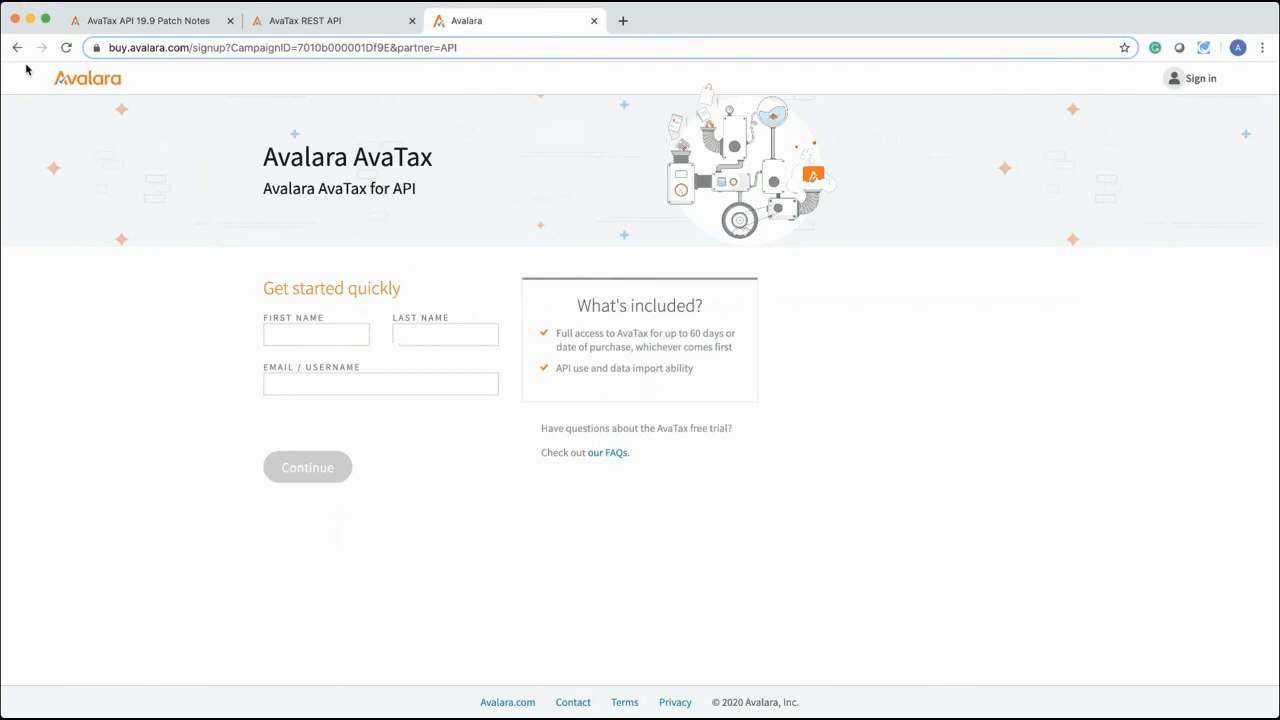 AvaTax API 19.9 Patch Notes
AvaTax REST API
Avalara
buy.avalara.com/signup?CampaignID=7010b000001Df9E&partner=API
A
Avalara
Sign in
Avalara AvaTax
Avalara AvaTax for API
Get started quickly
FIRST NAME
LAST NAME
EMAIL / USERNAME
Continue
What's included?
Full access to AvaTax for up to 60 days or
date of purchase, whichever comes first
API use and data import ability
Have questions about the AvaTax free trial?
Check out our FAQs.
Avalara.com
Contact
Terms
Privacy
© 2020 Avalara, Inc.